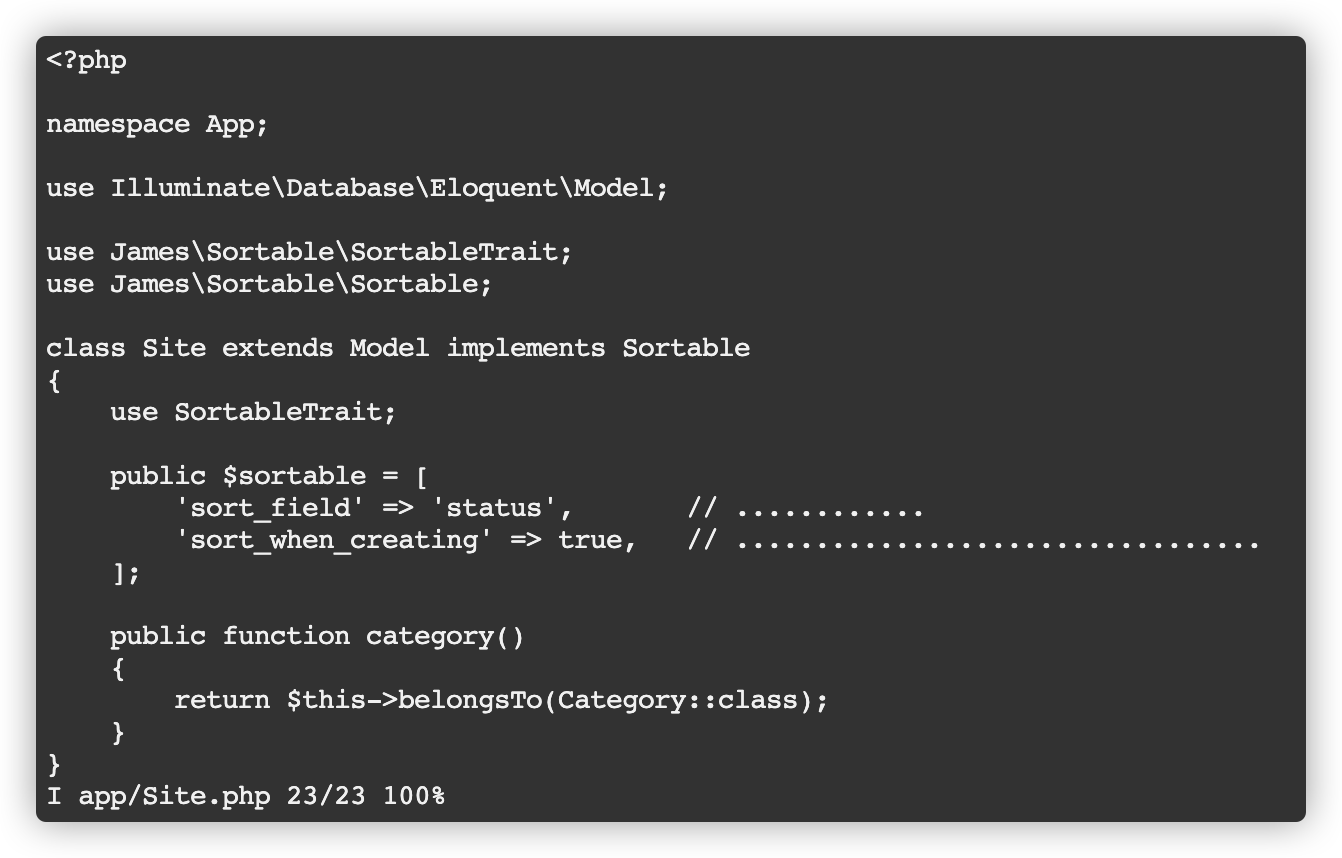 <?php
namespace App;
use Illuminate\Database\Eloquent\Model;
use James\Sortable\SortableTrait;
use James\Sortable\Sortable;
class Site extends Model implements Sortable
{
    use SortableTrait;
    public $sortable = [
        'sort_field' => 'status',       // ............
        'sort_when_creating' => true,   // .................................
    ];
    public function category()
    {
        return $this->belongsTo(Category::class);
    }
}
I app/Site.php 23/23 100%